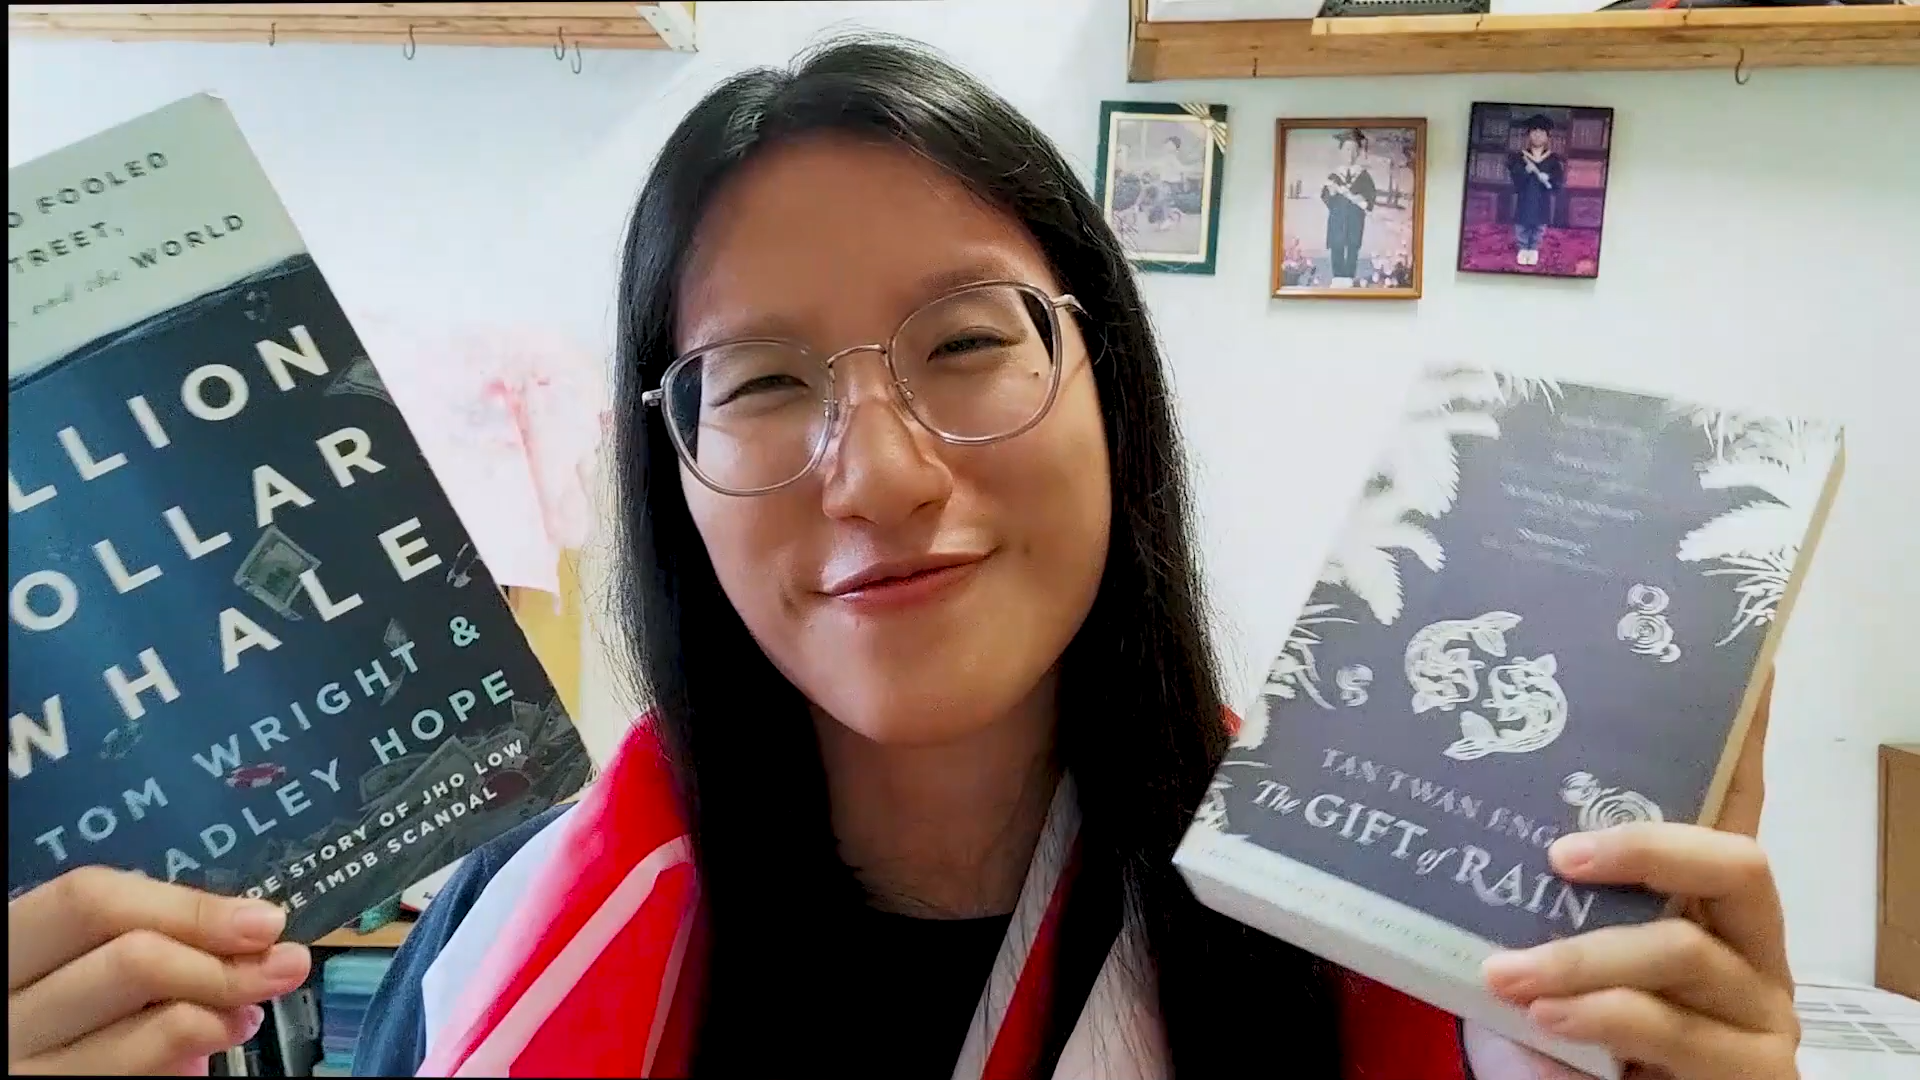 O FOOLED
TREET,
and the WORLD
LLION
OLLAR
WHALE
TOM WRIGHT &
ADLEY HOPE
DE STORY OF JHO LOW
HE 1MDB SCANDAL
TAN TWAN ENG
The GIFT of RAIN